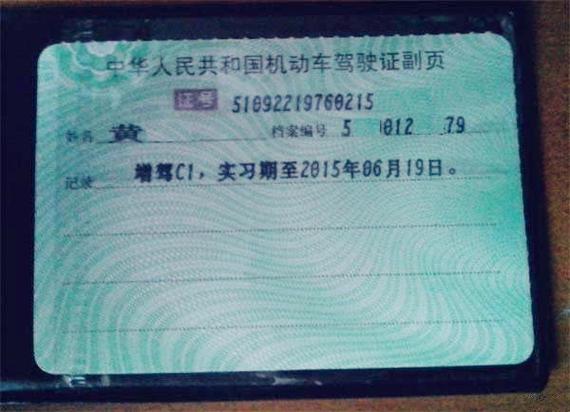 中华人民共和国机动车驾驶证副页
证号 51092219760215
姓名 黄 档案编号 5 1012 79
记录 增驾C1，实习期至2015年06月19日。